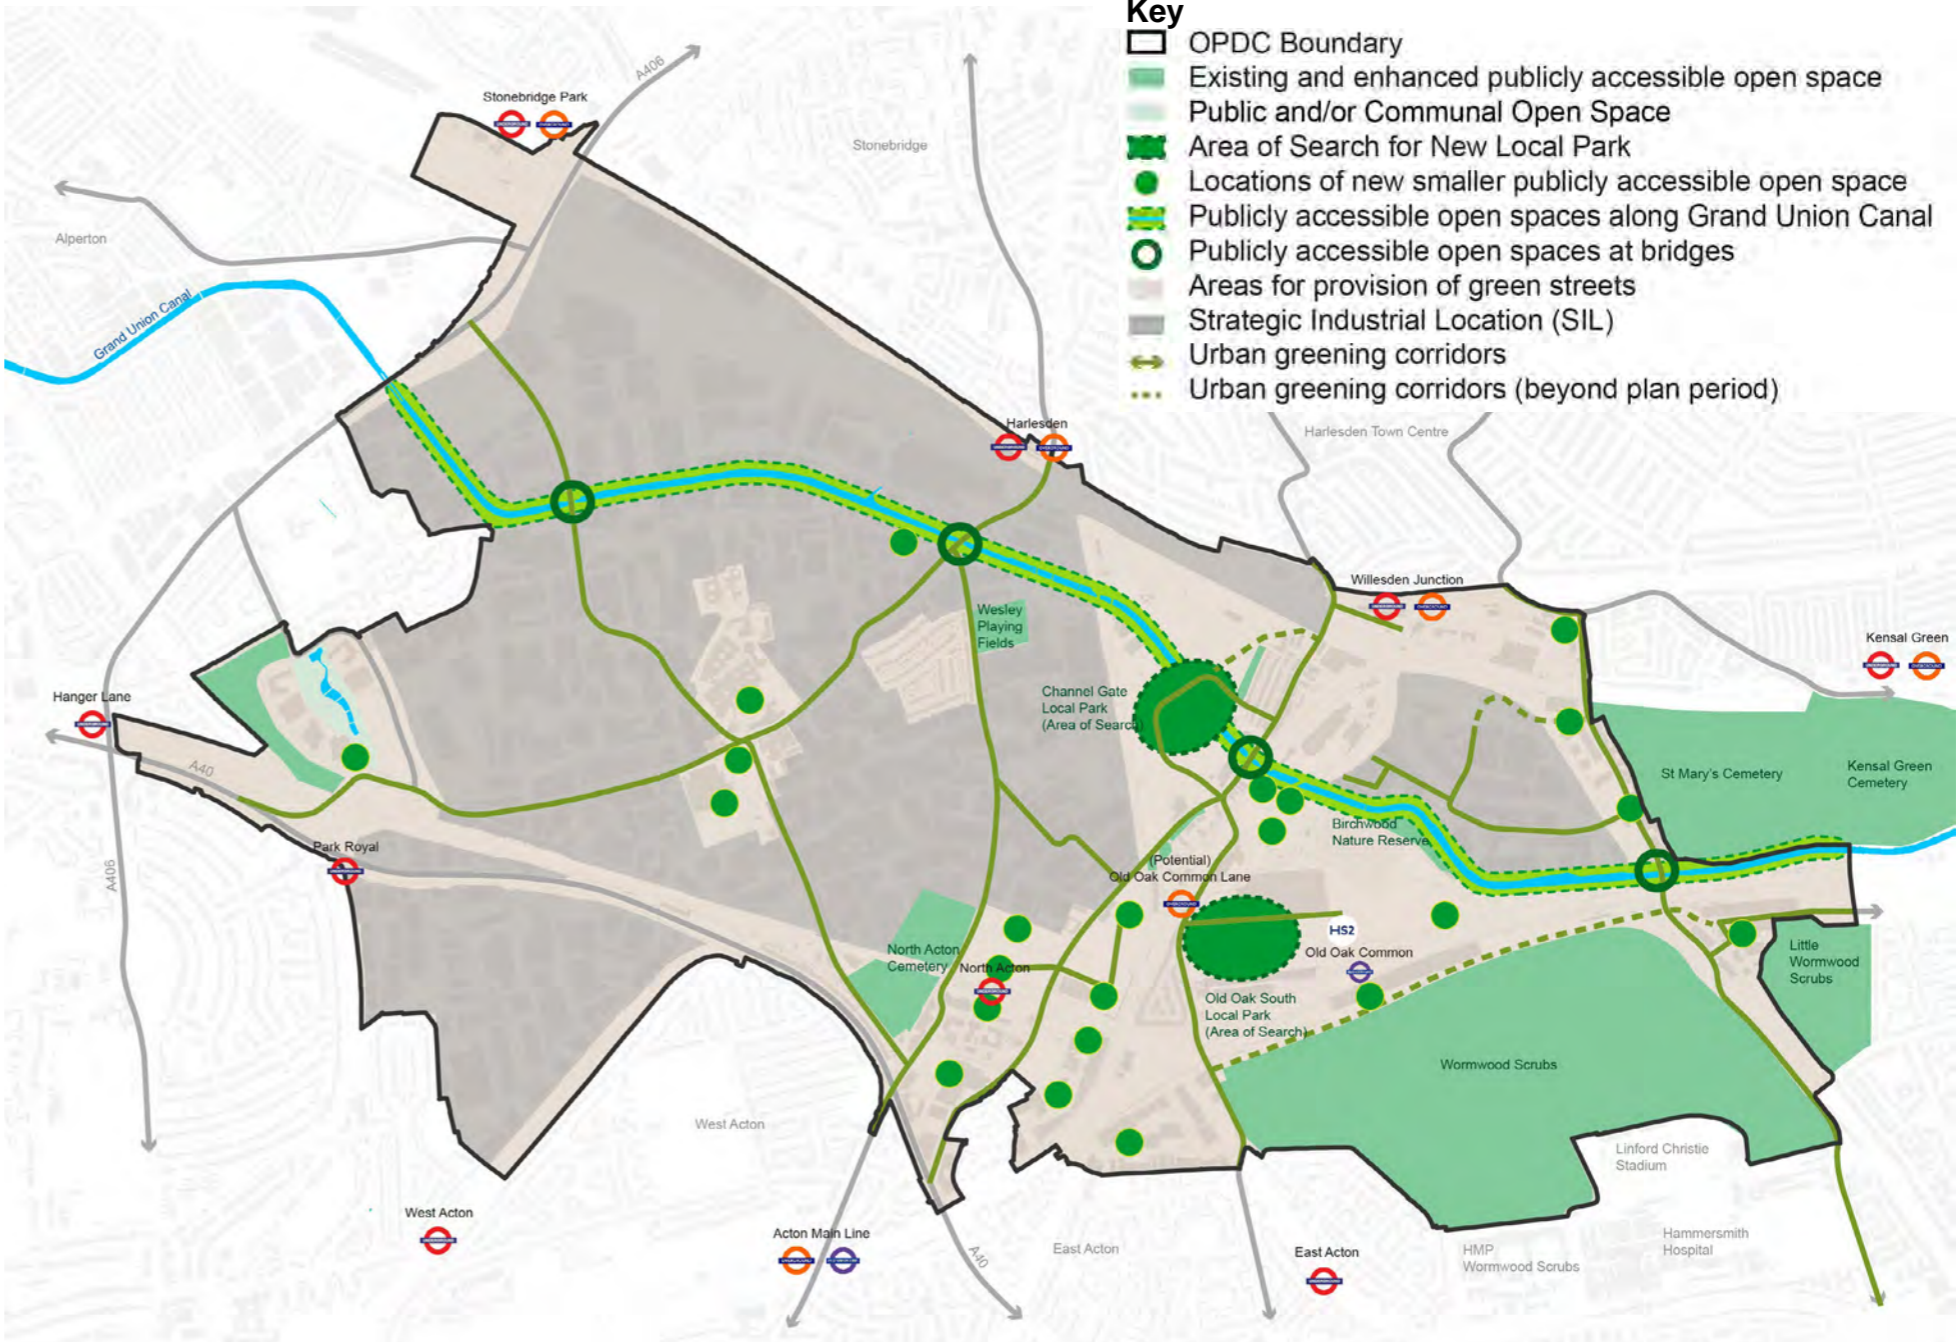 Key
OPDC Boundary
Existing and enhanced publicly accessible open space
Public and/or Communal Open Space
Area of Search for New Local Park
Locations of new smaller publicly accessible open space
Publicly accessible open spaces along Grand Union Canal
Publicly accessible open spaces at bridges
Areas for provision of green streets
Strategic Industrial Location (SIL)
Urban greening corridors
Urban greening corridors (beyond plan period)
A406
Stonebridge Park
Stonebridge
Alperton
Grand Union Canal
Harlesden
Harlesden Town Centre
Willesden Junction
Kensal Green
Wesley
Playing
Fields
Hanger Lane
Channel Gate
Local Park
(Area of Search)
A40
St Mary's Cemetery
Kensal Green
Cemetery
Birchwood
Nature Reserve
Park Royal
A406
(Potential)
Old Oak Common Lane
HS2
Old Oak Common
North Acton
Cemetery
North Acton
Little
Wormwood
Scrubs
Old Oak South
Local Park
(Area of Search)
Wormwood Scrubs
West Acton
Linford Christie
Stadium
West Acton
Acton Main Line
A40
East Acton
East Acton
HMP
Wormwood Scrubs
Hammersmith
Hospital